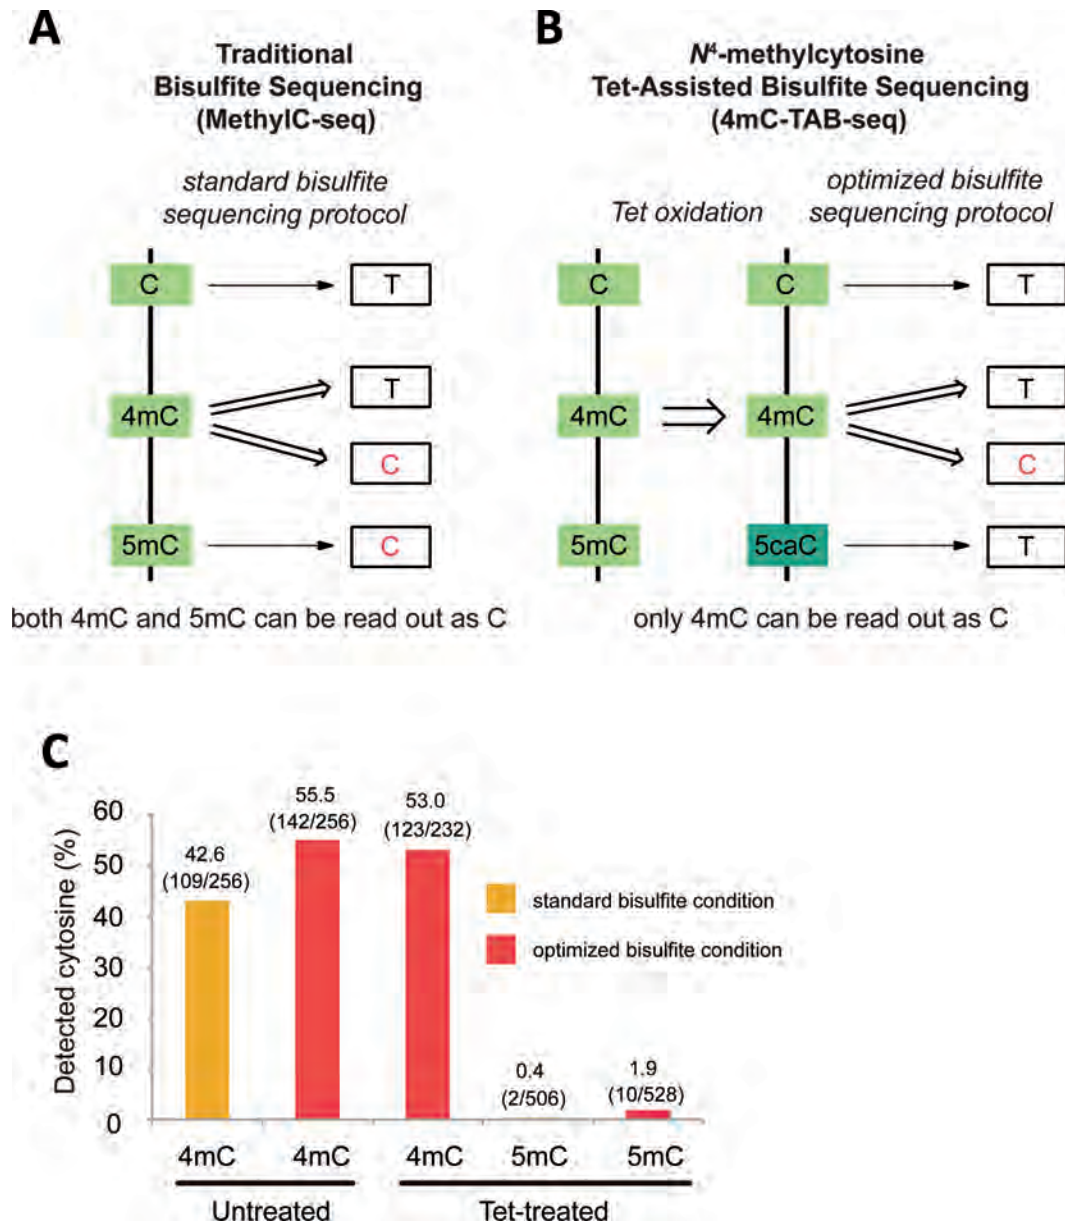 A
Traditional
Bisulfite Sequencing
(MethylC-seq)
standard bisulfite
sequencing protocol
C
T
4mC
T
C
5mC
C
both 4mC and 5mC can be read out as C
B
N⁴-methylcytosine
Tet-Assisted Bisulfite Sequencing
(4mC-TAB-seq)
Tet oxidation
optimized bisulfite
sequencing protocol
C
C
T
4mC
4mC
T
C
5mC
5caC
T
only 4mC can be read out as C
C
Detected cytosine (%)
60
50
40
30
20
10
0
42.6
(109/256)
55.5
(142/256)
53.0
(123/232)
0.4
(2/506)
1.9
(10/528)
standard bisulfite condition
optimized bisulfite condition
4mC 4mC 4mC 5mC 5mC
Untreated Tet-treated